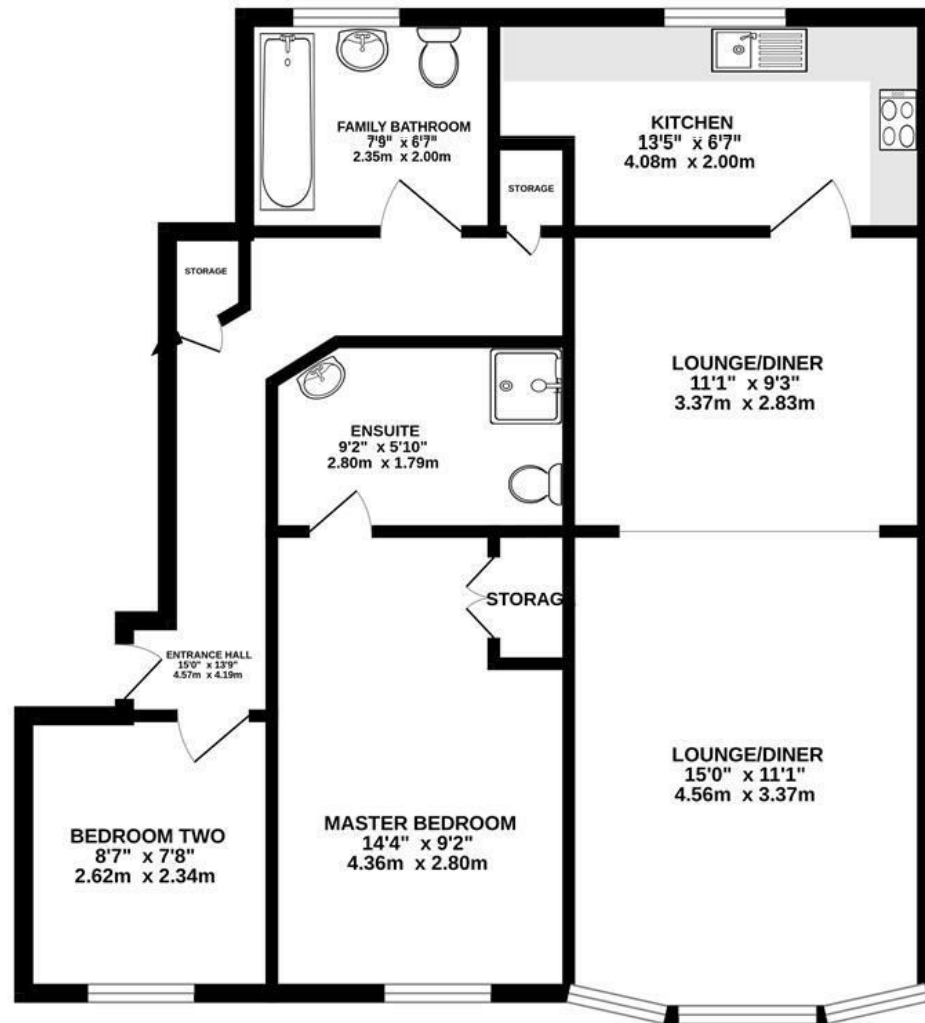 FAMILY BATHROOM
7'9" x 6'7"
2.35m x 2.00m
KITCHEN
13'5" x 6'7"
4.08m x 2.00m
STORAGE
STORAGE
LOUNGE/DINER
11'1" x 9'3"
3.37m x 2.83m
ENSUITE
9'2" x 5'10"
2.80m x 1.79m
STORAG
ENTRANCE HALL
15'0" x 13'9"
4.57m x 4.19m
LOUNGE/DINER
15'0" x 11'1"
4.56m x 3.37m
MASTER BEDROOM
14'4" x 9'2"
4.36m x 2.80m
BEDROOM TWO
8'7" x 7'8"
2.62m x 2.34m